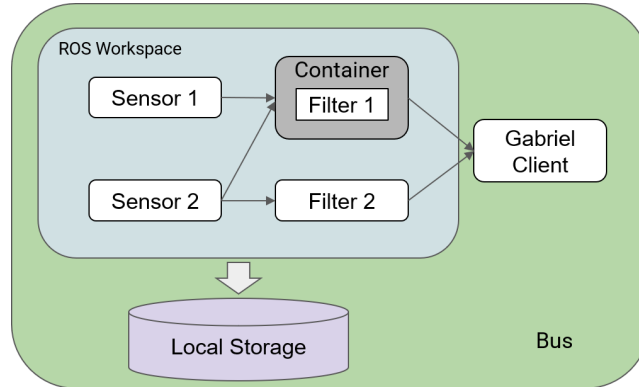 ROS Workspace
Container
Sensor 1
Filter 1
Gabriel
Client
Sensor 2
Filter 2
Local Storage
Bus